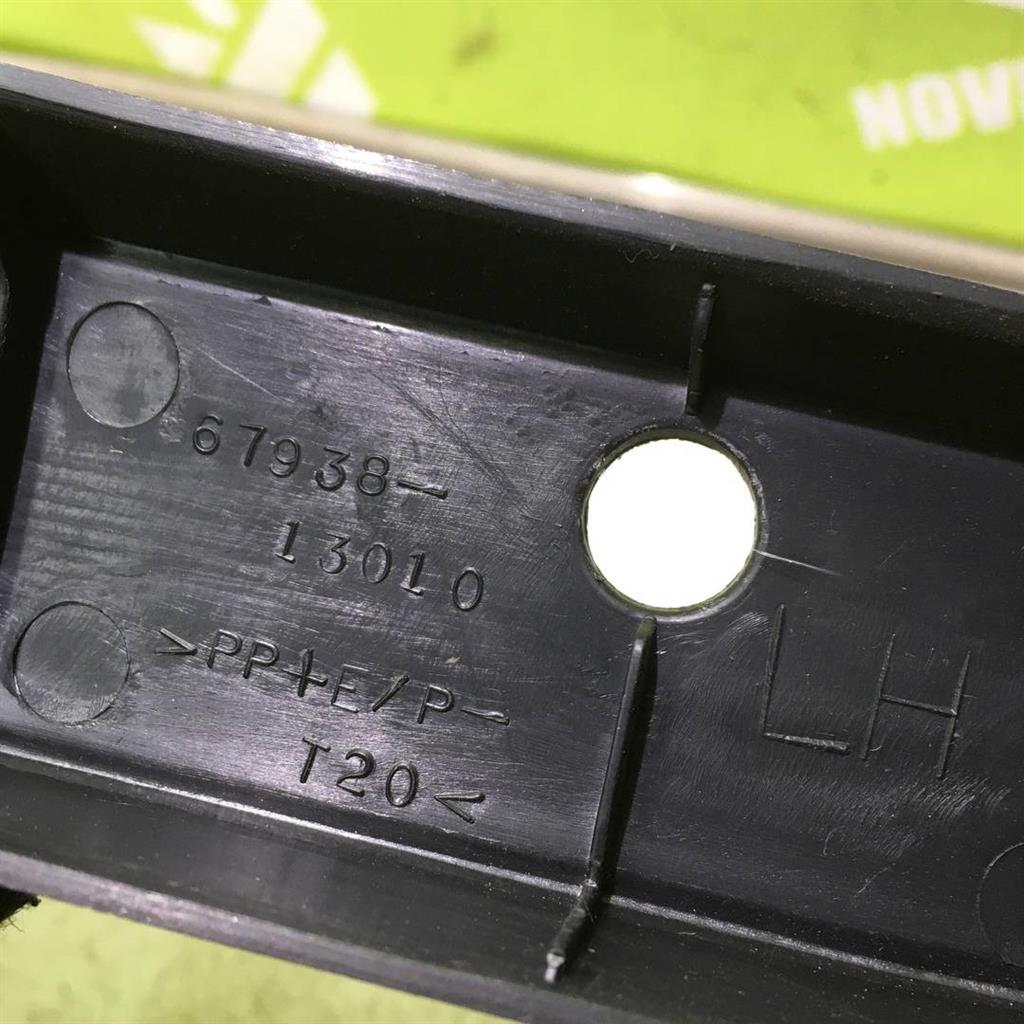 NOV
67938-
13010
>PP+E/P-
T20<
LH